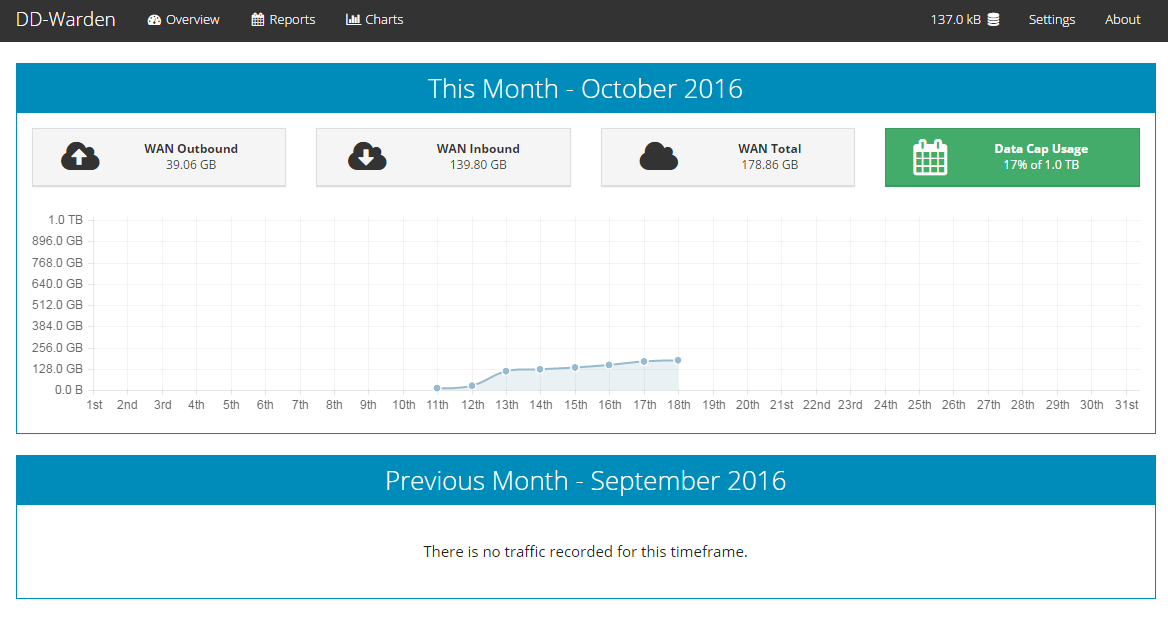 DD-Warden Overview Reports Charts 137.0 kB Settings About
This Month - October 2016
WAN Outbound
39.06 GB
WAN Inbound
139.80 GB
WAN Total
178.86 GB
Data Cap Usage
17% of 1.0 TB
1.0 TB
896.0 GB
768.0 GB
640.0 GB
512.0 GB
384.0 GB
256.0 GB
128.0 GB
0.0 B
1st 2nd 3rd 4th 5th 6th 7th 8th 9th 10th 11th 12th 13th 14th 15th 16th 17th 18th 19th 20th 21st 22nd 23rd 24th 25th 26th 27th 28th 29th 30th 31st
Previous Month - September 2016
There is no traffic recorded for this timeframe.